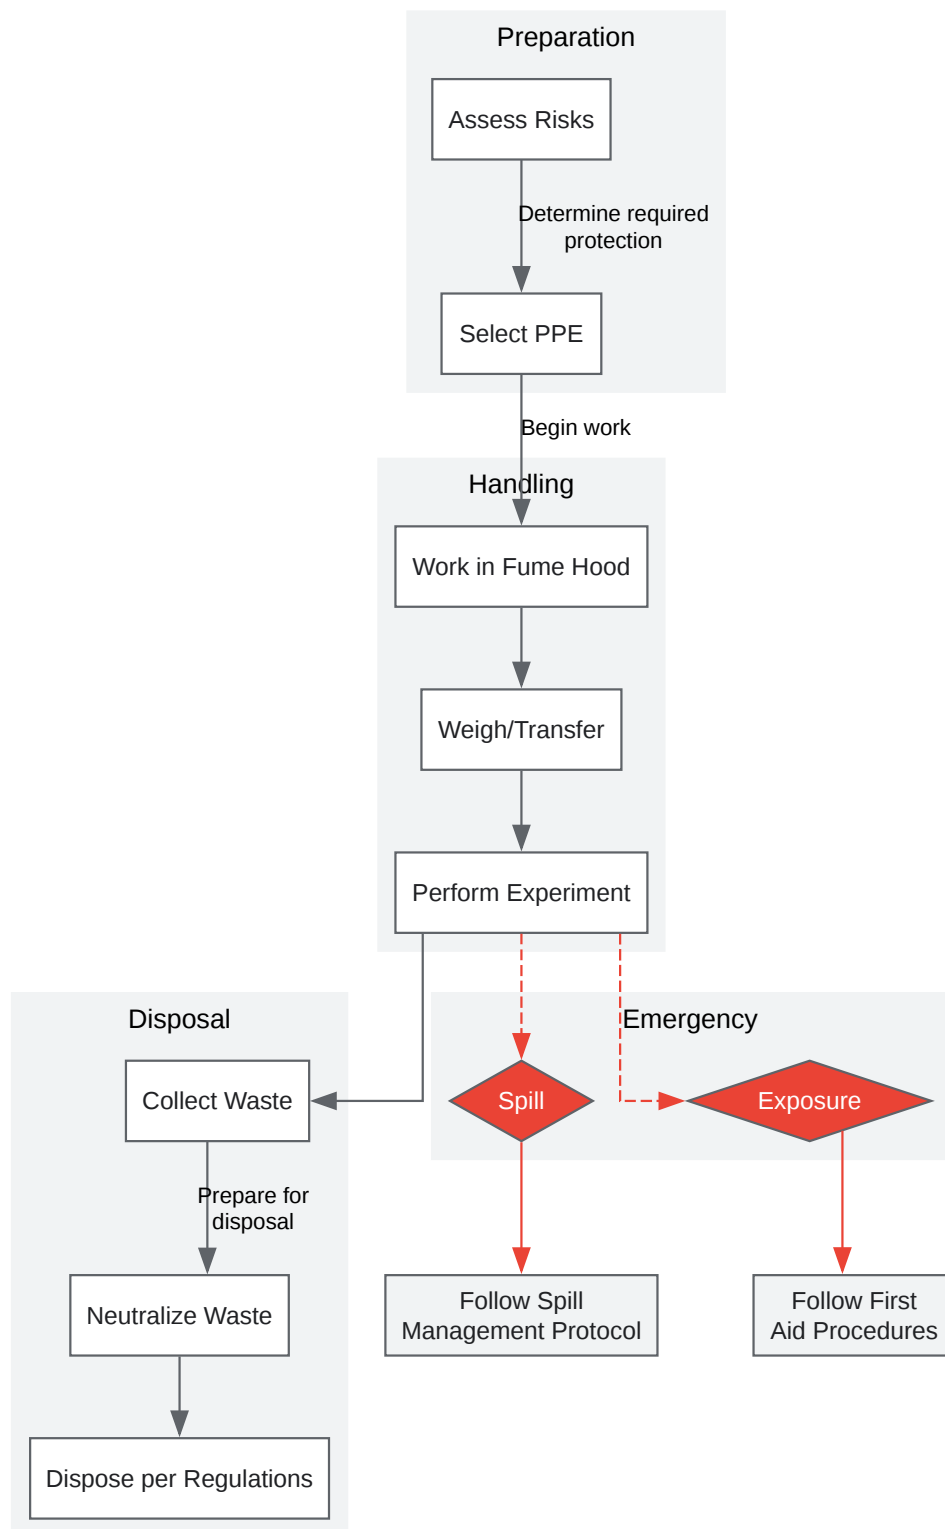 Preparation
Assess Risks
Determine required
protection
Select PPE
Begin work
Handling
Work in Fume Hood
Weigh/Transfer
Perform Experiment
Disposal
Collect Waste
Prepare for
disposal
Neutralize Waste
Dispose per Regulations
Emergency
Spill
Exposure
Follow Spill
Management Protocol
Follow First
Aid Procedures